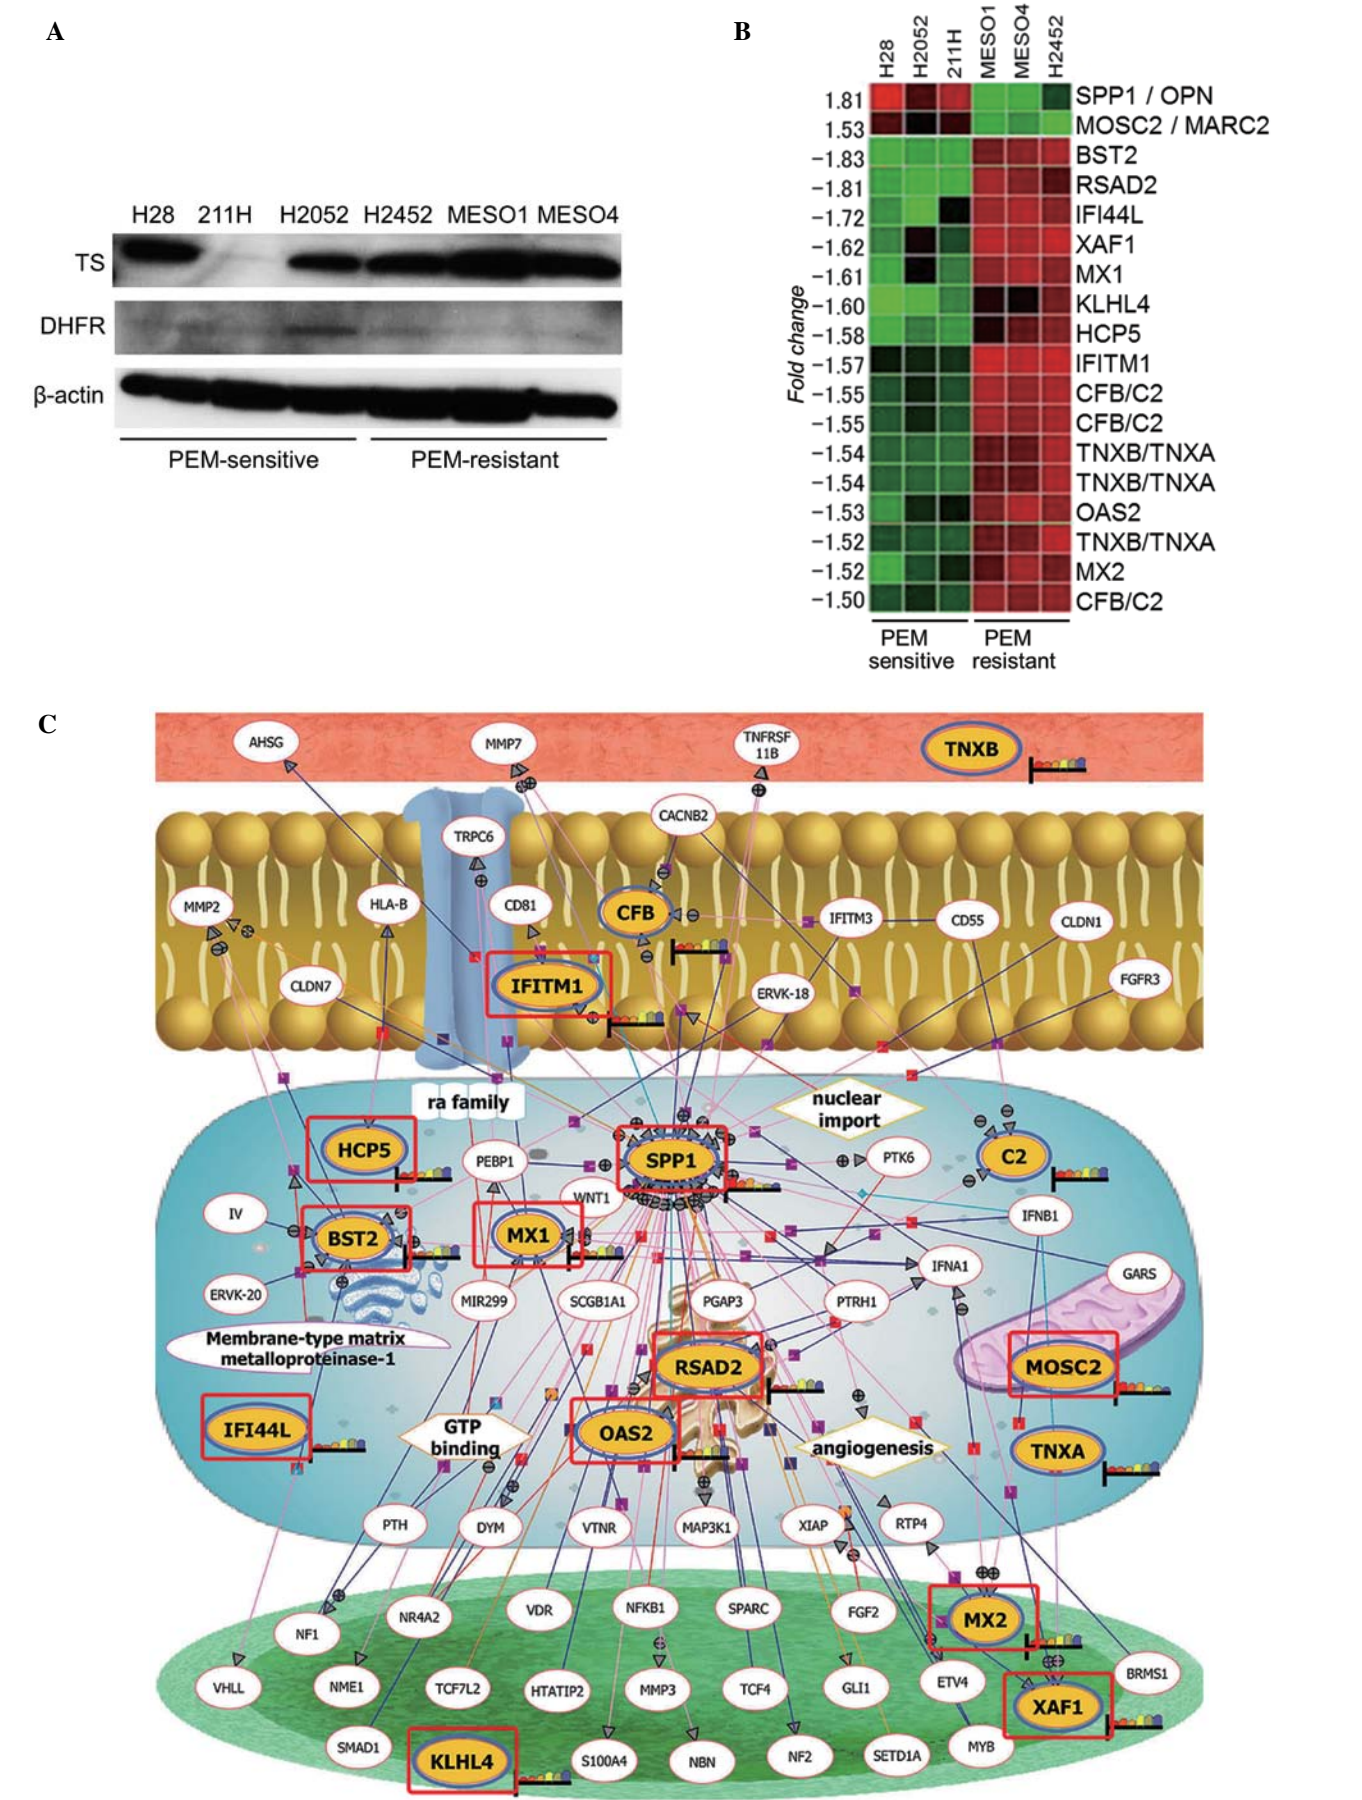 A
H28 211H H2052 H2452 MESO1 MESO4
TS
DHFR
β-actin
PEM-sensitive PEM-resistant
B
H28 H2052 211H MESO1 MESO4 H2452
Fold change
1.81 SPP1 / OPN
1.53 MOSC2 / MARC2
−1.83 BST2
−1.81 RSAD2
−1.72 IFI44L
−1.62 XAF1
−1.61 MX1
−1.60 KLHL4
−1.58 HCP5
−1.57 IFITM1
−1.55 CFB/C2
−1.55 CFB/C2
−1.54 TNXB/TNXA
−1.54 TNXB/TNXA
−1.53 OAS2
−1.52 TNXB/TNXA
−1.52 MX2
−1.50 CFB/C2
PEM PEM
sensitive resistant
C
AHSG
MMP7
TNFRSF
11B
TNXB
TRPC6
CACNB2
MMP2
HLA-B
CD81
CFB
IFITM3
CD55
CLDN1
CLDN7
IFITM1
ERVK-18
FGFR3
ra family
nuclear
import
HCP5
PEBP1
SPP1
PTK6
C2
WNT1
IV
BST2
MX1
IFNB1
IFNA1
GARS
ERVK-20
MIR299
SCGB1A1
PGAP3
PTRH1
Membrane-type matrix
metalloproteinase-1
RSAD2
MOSC2
IFI44L
GTP
binding
OAS2
angiogenesis
TNXA
PTH
DYM
VTNR
MAP3K1
XIAP
RTP4
NF1
NR4A2
VDR
NFKB1
SPARC
FGF2
MX2
VHLL
NME1
TCF7L2
HTATIP2
MMP3
TCF4
GLI1
ETV4
XAF1
BRMS1
SMAD1
KLHL4
S100A4
NBN
NF2
SETD1A
MYB